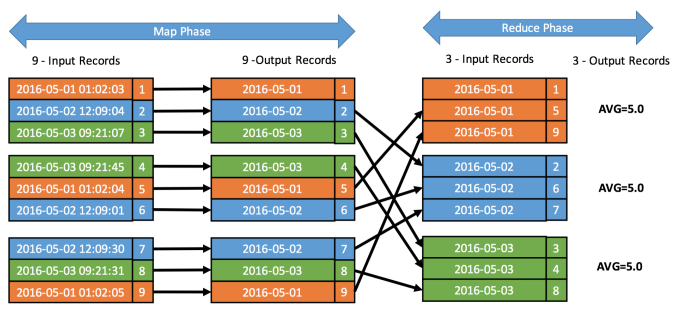 Map Phase
Reduce Phase
9 - Input Records
9 -Output Records
3 - Input Records
3 - Output Records
2016-05-01 01:02:03 1
2016-05-02 12:09:04 2
2016-05-03 09:21:07 3
2016-05-03 09:21:45 4
2016-05-01 01:02:04 5
2016-05-02 12:09:01 6
2016-05-02 12:09:30 7
2016-05-03 09:21:31 8
2016-05-01 01:02:05 9
2016-05-01 1
2016-05-02 2
2016-05-03 3
2016-05-03 4
2016-05-01 5
2016-05-02 6
2016-05-02 7
2016-05-03 8
2016-05-01 9
2016-05-01 1
2016-05-01 5
2016-05-01 9
2016-05-02 2
2016-05-02 6
2016-05-02 7
2016-05-03 3
2016-05-03 4
2016-05-03 8
AVG=5.0
AVG=5.0
AVG=5.0